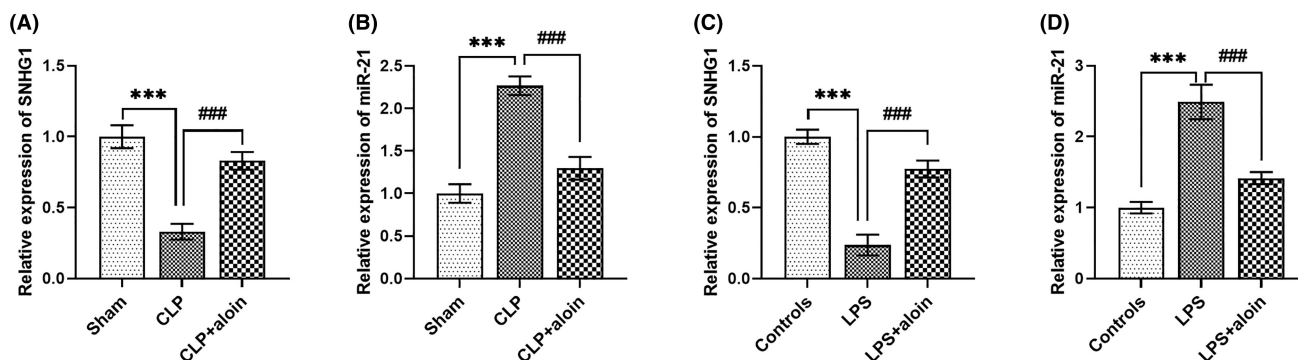 (A)
Relative expression of SNHG1
1.5
1.0
0.5
0.0
***
###
Sham
CLP
CLP+aloin
(B)
Relative expression of miR-21
2.5
2.0
1.5
1.0
0.5
0.0
***
###
Sham
CLP
CLP+aloin
(C)
Relative expression of SNHG1
1.5
1.0
0.5
0.0
***
###
Controls
LPS
LPS+aloin
(D)
Relative expression of miR-21
3
2
1
0
***
###
Controls
LPS
LPS+aloin